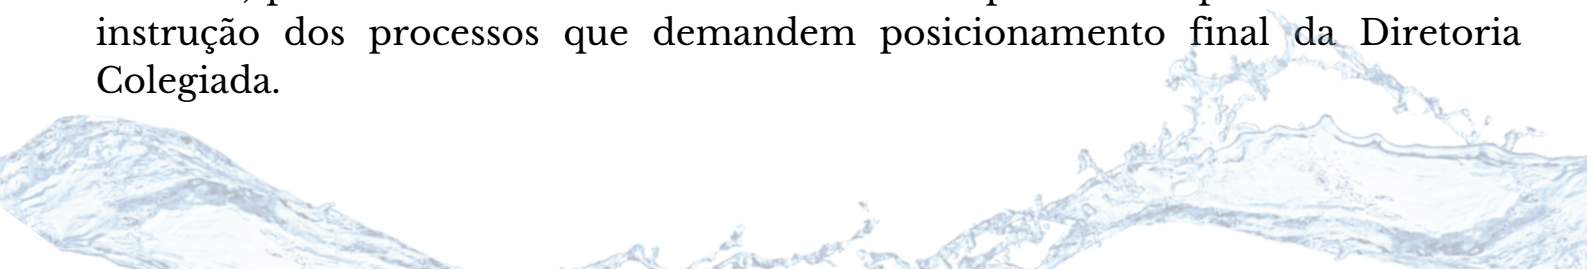 instrução dos processos que demandem posicionamento final da Diretoria
Colegiada.